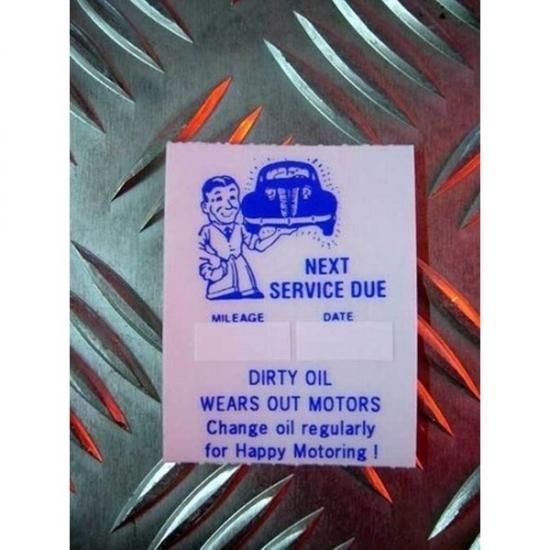 NEXT
SERVICE DUE
MILEAGE DATE
DIRTY OIL
WEARS OUT MOTORS
Change oil regularly
for Happy Motoring !